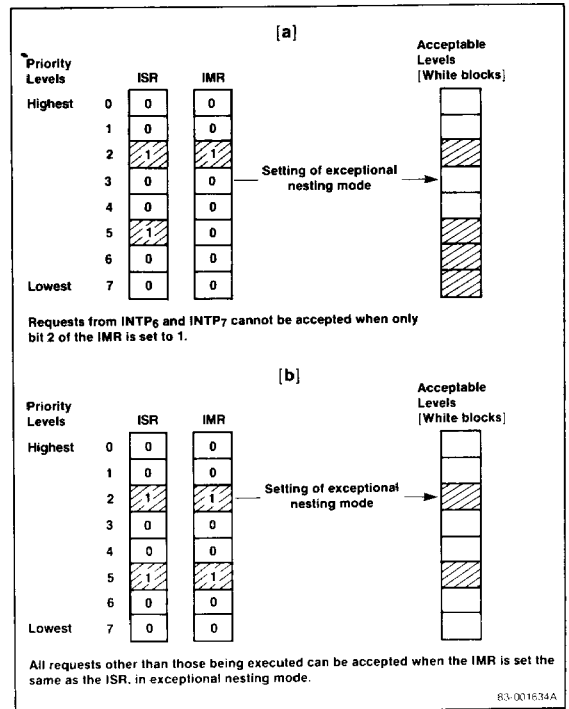 [a]
Priority
Levels
ISR
IMR
Acceptable
Levels
[White blocks]
Highest 0 0 0
1 0 0
2 1 1
3 0 0
Setting of exceptional
nesting mode
4 0 0
5 1 0
6 0 0
Lowest 7 0 0
Requests from INTP6 and INTP7 cannot be accepted when only
bit 2 of the IMR is set to 1.
[b]
Priority
Levels
ISR
IMR
Acceptable
Levels
[White blocks]
Highest 0 0 0
1 0 0
2 1 1
Setting of exceptional
nesting mode
3 0 0
4 0 0
5 1 1
6 0 0
Lowest 7 0 0
All requests other than those being executed can be accepted when the IMR is set the
same as the ISR, in exceptional nesting mode.
83-001634A